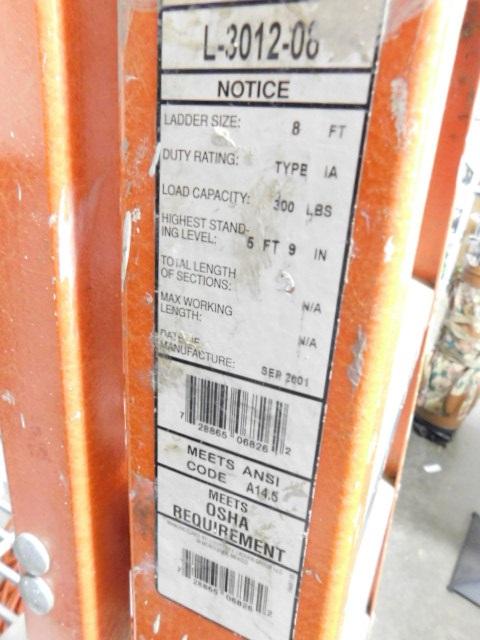 L-3012-08
NOTICE
LADDER SIZE: 8 FT
DUTY RATING: TYPE IA
LOAD CAPACITY: 300 LBS
HIGHEST STAND-
ING LEVEL: 5 FT 9 IN
TOTAL LENGTH
OF SECTIONS: N/A
MAX WORKING
LENGTH: N/A
MANUFACTURE: SEP 2001
7 28865 06826 2
MEETS ANSI
CODE A14.5
MEETS
OSHA
REQUIREMENT
7 28865 06826 2